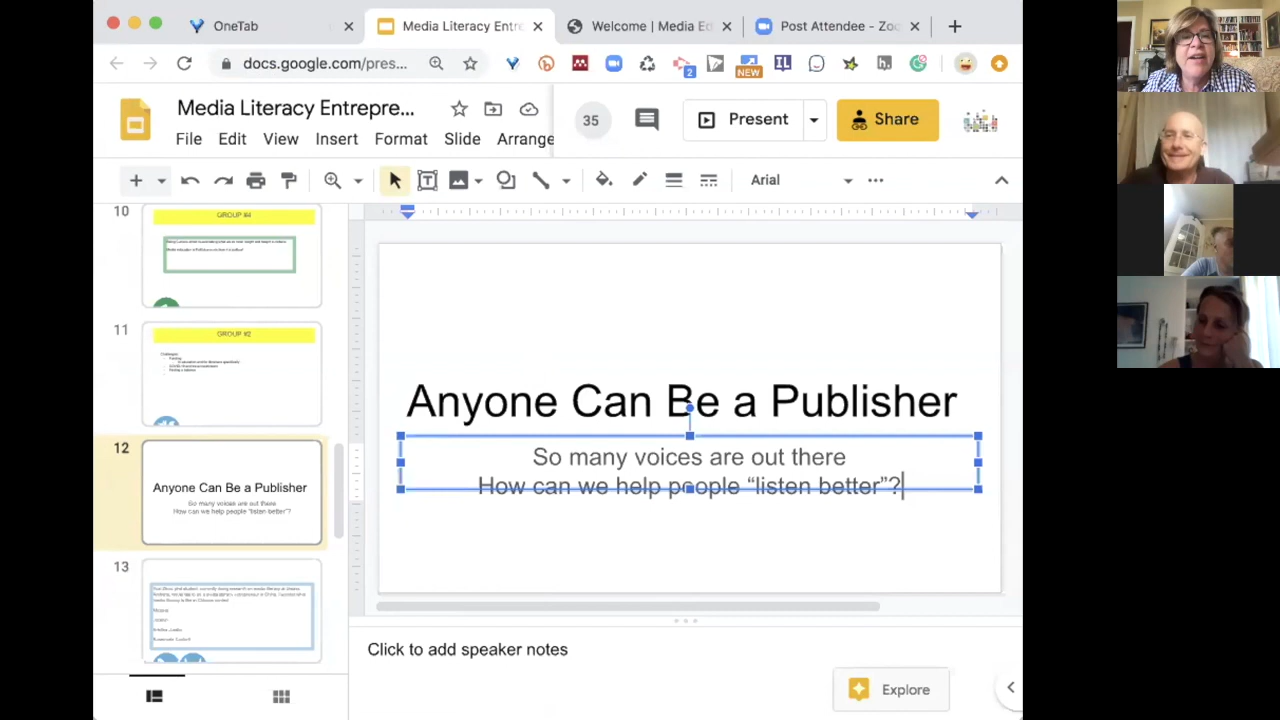 OneTab
Media Literacy Entre
Welcome | Media Ed
Post Attendee - Zoo
docs.google.com/pres...
2
NEW
Media Literacy Entrepre...
35
Present
Share
File Edit View Insert Format Slide Arrange
Arial
10
GROUP #4
11
GROUP #2
12
Anyone Can Be a Publisher
So many voices are out there
How can we help people "listen better"?
13
Anyone Can Be a Publisher
So many voices are out there
How can we help people “listen better”?
Click to add speaker notes
Explore